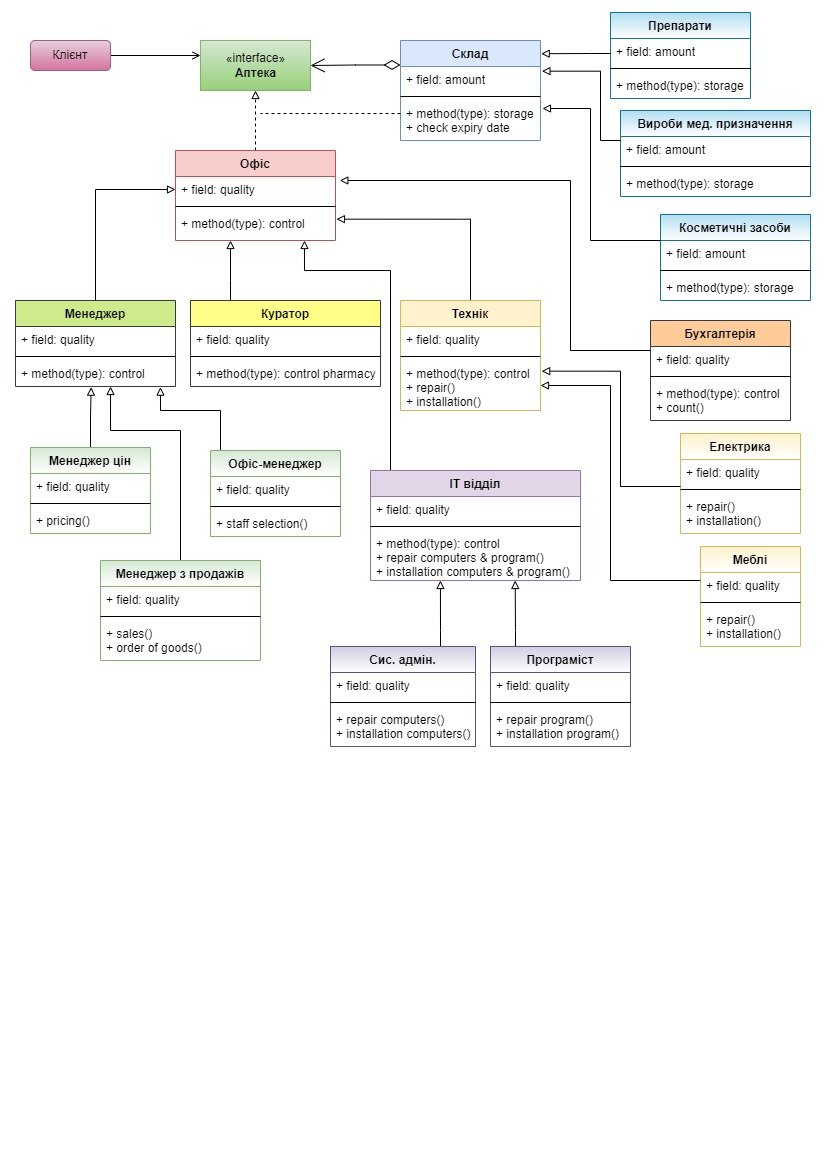 Клієнт
«interface»
Аптека
Склад
+ field: amount
+ method(type): storage
+ check expiry date
Препарати
+ field: amount
+ method(type): storage
Вироби мед. призначення
+ field: amount
+ method(type): storage
Офіс
+ field: quality
+ method(type): control
Косметичні засоби
+ field: amount
+ method(type): storage
Менеджер
+ field: quality
+ method(type): control
Куратор
+ field: quality
+ method(type): control pharmacy
Технік
+ field: quality
+ method(type): control
+ repair()
+ installation()
Бухгалтерія
+ field: quality
+ method(type): control
+ count()
Менеджер цін
+ field: quality
+ pricing()
Офіс-менеджер
+ field: quality
+ staff selection()
Електрика
+ field: quality
+ repair()
+ installation()
ІТ відділ
+ field: quality
+ method(type): control
+ repair computers & program()
+ installation computers & program()
Меблі
+ field: quality
+ repair()
+ installation()
Менеджер з продажів
+ field: quality
+ sales()
+ order of goods()
Сис. адмін.
+ field: quality
+ repair computers()
+ installation computers()
Програміст
+ field: quality
+ repair program()
+ installation program()